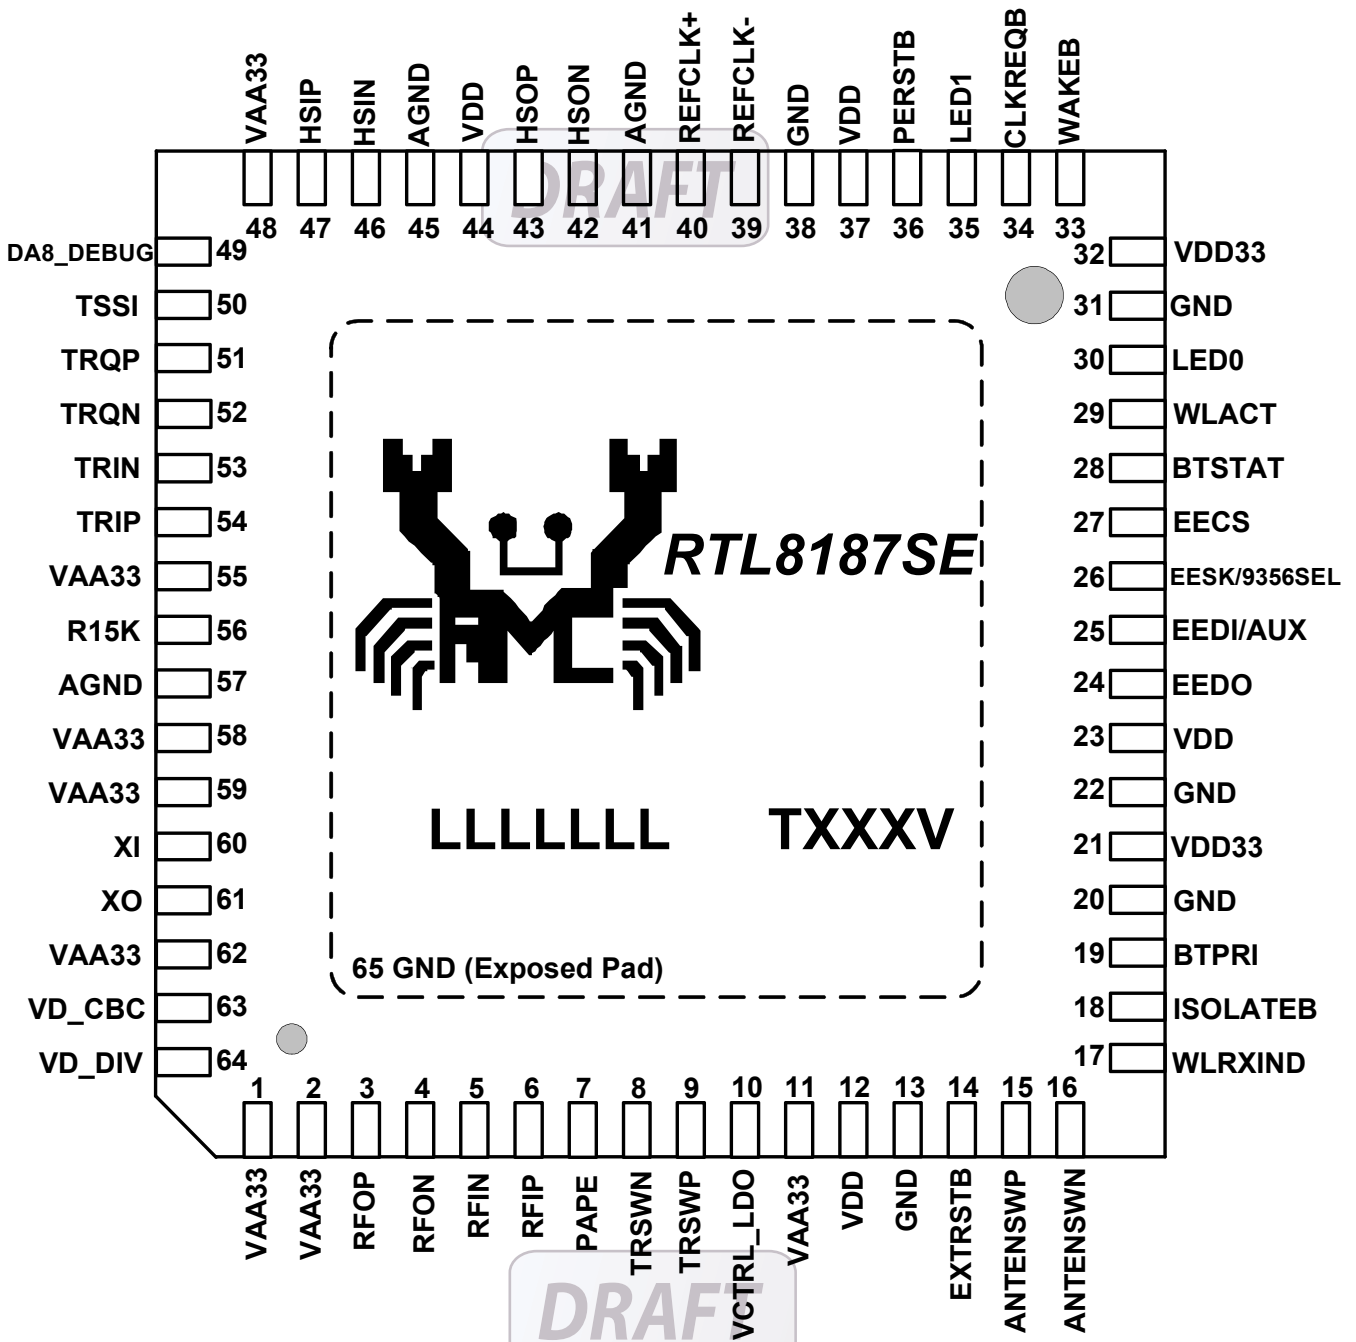 VAA33 HSIP HSIN AGND VDD HSOP HSON AGND REFCLK+ REFCLK- GND VDD PERSTB LED1 CLKREQB WAKEB
DRAFT
48 47 46 45 44 43 42 41 40 39 38 37 36 35 34 33
DA8_DEBUG 49 32 VDD33
TSSI 50 31 GND
TRQP 51 30 LED0
TRQN 52 29 WLACT
TRIN 53 28 BTSTAT
TRIP 54 27 EECS
RTL8187SE
VAA33 55 26 EESK/9356SEL
R15K 56 25 EEDI/AUX
AGND 57 24 EEDO
VAA33 58 23 VDD
VAA33 59 22 GND
LLLLLLL TXXXV
XI 60 21 VDD33
XO 61 20 GND
VAA33 62 19 BTPRI
65 GND (Exposed Pad)
VD_CBC 63 18 ISOLATEB
VD_DIV 64 17 WLRXIND
1 2 3 4 5 6 7 8 9 10 11 12 13 14 15 16
VAA33 VAA33 RFOP RFON RFIN RFIP PAPE TRSWN TRSWP VCTRL_LDO VAA33 VDD GND EXTRSTB ANTENSWP ANTENSWN
DRAFT